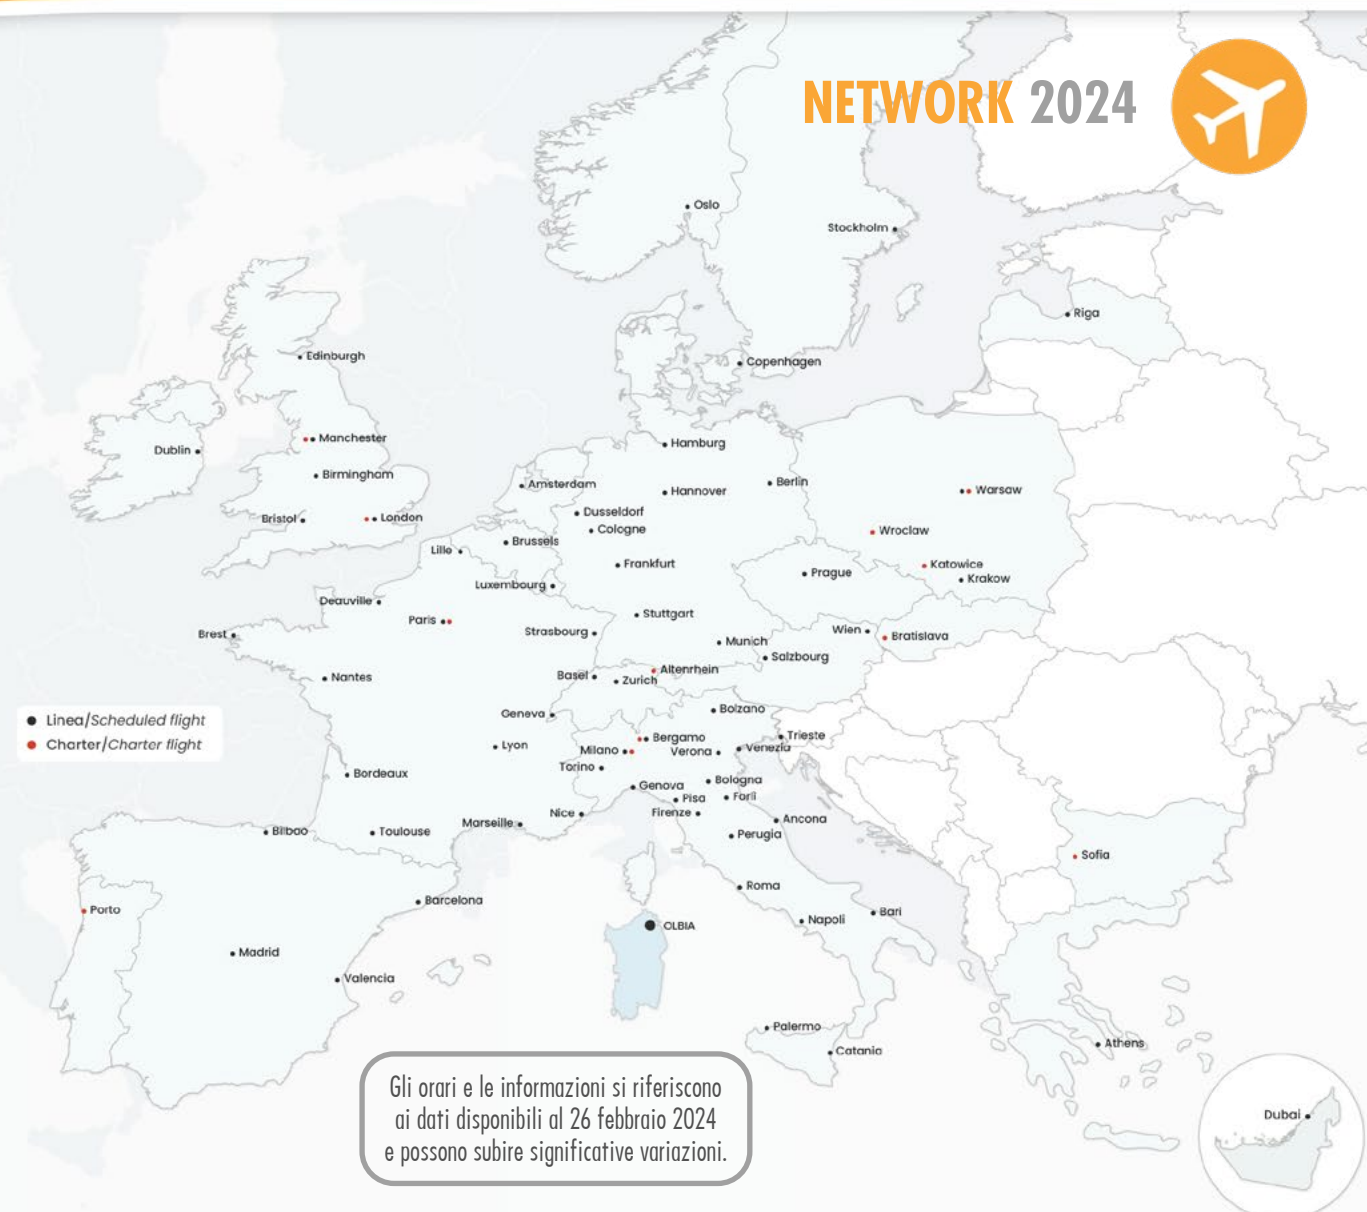 NETWORK 2024
Oslo
Stockholm
Riga
Edinburgh
Copenhagen
Manchester
Dublin
Hamburg
Birmingham
Amsterdam
Hannover
Berlin
Warsaw
Bristol
London
Dusseldorf
Cologne
Wroclaw
Lille
Brussels
Frankfurt
Katowice
Prague
Krakow
Luxembourg
Deauville
Stuttgart
Paris
Brest
Strasbourg
Munich
Wien
Bratislava
Salzbourg
Altenrhein
Nantes
Basel
Zurich
Linea/Scheduled flight
Charter/Charter flight
Geneva
Bolzano
Lyon
Bergamo
Trieste
Milano
Verona
Venezia
Torino
Bordeaux
Genova
Bologna
Pisa
Forlì
Nice
Firenze
Marseille
Ancona
Bilbao
Toulouse
Perugia
Sofia
Roma
Barcelona
Porto
Napoli
Bari
OLBIA
Madrid
Valencia
Palermo
Catania
Athens
Gli orari e le informazioni si riferiscono
ai dati disponibili al 26 febbraio 2024
e possono subire significative variazioni.
Dubai